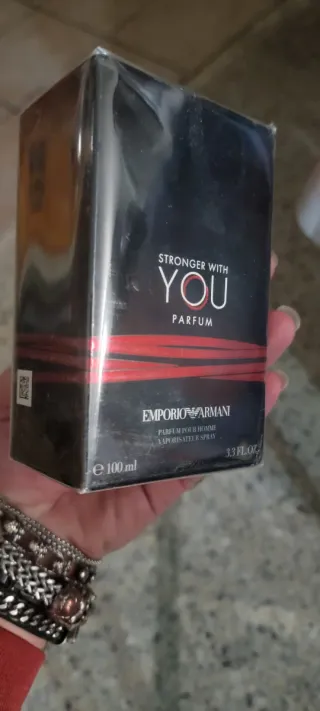 STRONGER WITH
YOU
PARFUM
EMPORIO ARMANI
PARFUM POUR HOMME
VAPORISATEUR SPRAY
e 100 ml
3.3 FL.OZ.